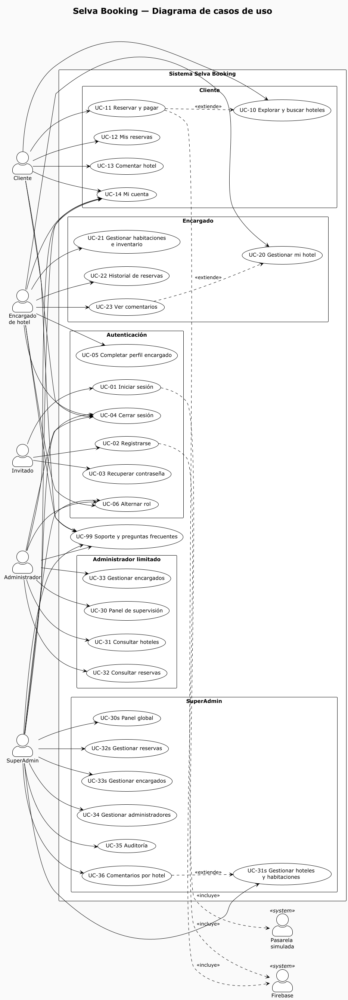 Selva Booking — Diagrama de casos de uso
Sistema Selva Booking
Cliente
UC-11 Reservar y pagar
«extiende»
UC-10 Explorar y buscar hoteles
UC-12 Mis reservas
UC-13 Comentar hotel
Cliente
UC-14 Mi cuenta
Encargado
UC-21 Gestionar habitaciones
e inventario
UC-20 Gestionar mi hotel
UC-22 Historial de reservas
«extiende»
UC-23 Ver comentarios
Encargado
de hotel
Autenticación
UC-05 Completar perfil encargado
UC-01 Iniciar sesión
UC-04 Cerrar sesión
UC-02 Registrarse
Invitado
UC-03 Recuperar contraseña
UC-06 Alternar rol
UC-99 Soporte y preguntas frecuentes
Administrador limitado
Administrador
UC-33 Gestionar encargados
UC-30 Panel de supervisión
UC-31 Consultar hoteles
UC-32 Consultar reservas
SuperAdmin
UC-30s Panel global
UC-32s Gestionar reservas
SuperAdmin
UC-33s Gestionar encargados
UC-34 Gestionar administradores
UC-35 Auditoría
UC-36 Comentarios por hotel
«extiende»
UC-31s Gestionar hoteles
y habitaciones
«incluye»
«system»
Pasarela
simulada
«incluye»
«incluye»
«system»
Firebase